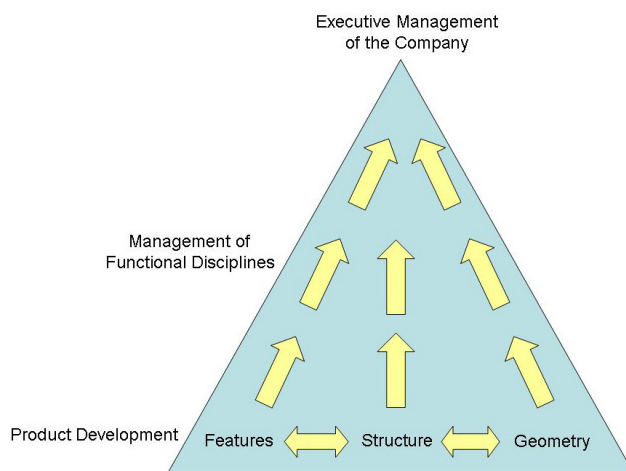 Executive Management
of the Company
Management of
Functional Disciplines
Product Development
Features
Structure
Geometry